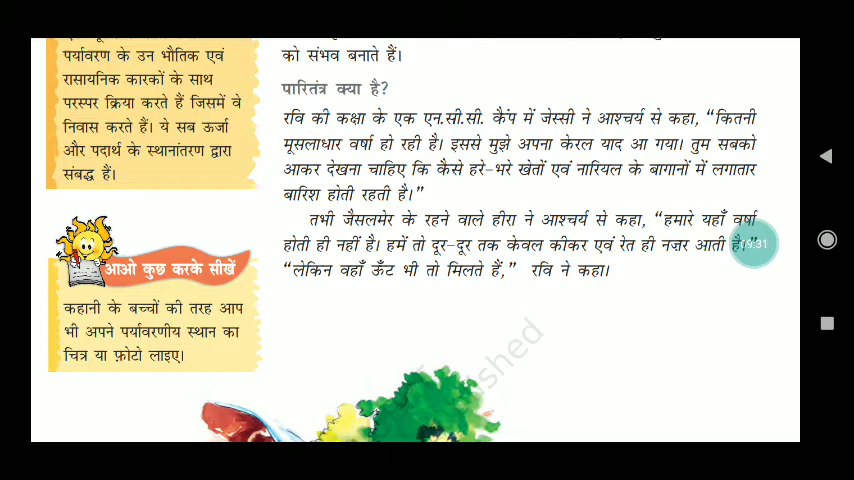 पर्यावरण के उन भौतिक एवं
रासायनिक कारकों के साथ
परस्पर क्रिया करते हैं जिसमें वे
निवास करते हैं। ये सब ऊर्जा
और पदार्थ के स्थानांतरण द्वारा
संबद्ध हैं।
आओ कुछ करके सीखें
कहानी के बच्चों की तरह आप
भी अपने पर्यावरणीय स्थान का
चित्र या फ़ोटो लाइए।
को संभव बनाते हैं।
पारितंत्र क्या है?
रवि की कक्षा के एक एन.सी.सी. कैंप में जेस्सी ने आश्चर्य से कहा, “कितनी
मूसलाधार वर्षा हो रही है। इससे मुझे अपना केरल याद आ गया। तुम सबको
आकर देखना चाहिए कि कैसे हरे-भरे खेतों एवं नारियल के बागानों में लगातार
बारिश होती रहती है।”
तभी जैसलमेर के रहने वाले हीरा ने आश्चर्य से कहा, “हमारे यहाँ वर्षा
होती ही नहीं है। हमें तो दूर-दूर तक केवल कीकर एवं रेत ही नज़र आती है।”
“लेकिन वहाँ ऊँट भी तो मिलते हैं,” रवि ने कहा।
09:31